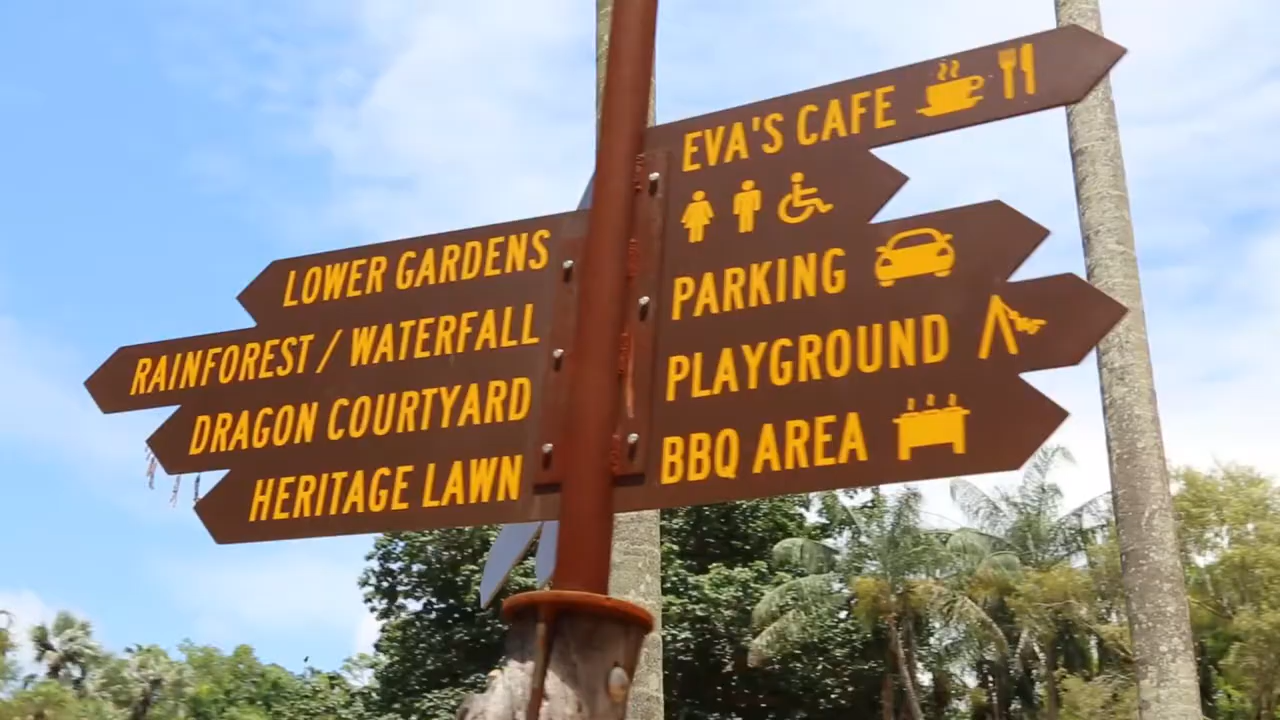 LOWER GARDENS
RAINFOREST / WATERFALL
DRAGON COURTYARD
HERITAGE LAWN
EVA'S CAFE
PARKING
PLAYGROUND
BBQ AREA